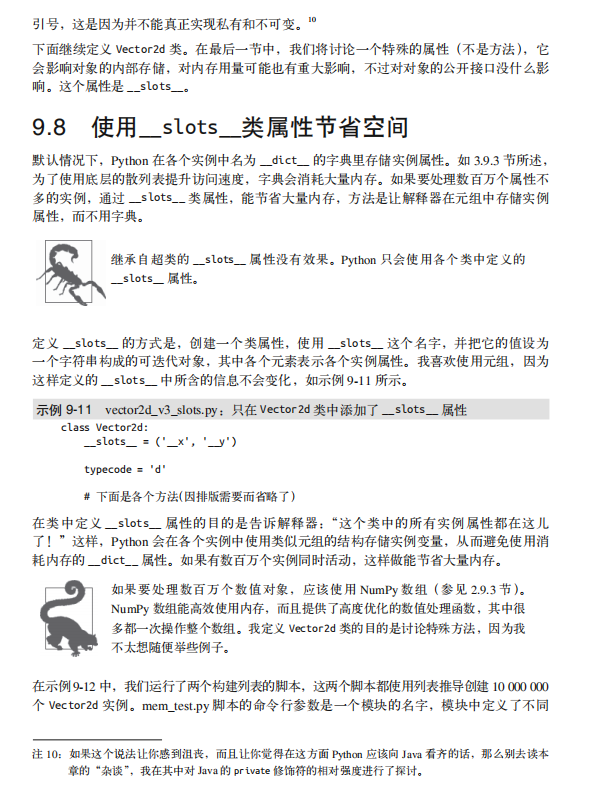 引号，这是因为并不能真正实现私有和不可变。10
下面继续定义 Vector2d 类。在最后一节中，我们将讨论一个特殊的属性（不是方法），它
会影响对象的内部存储，对内存用量可能也有重大影响，不过对对象的公开接口没什么影
响。这个属性是 __slots__。
9.8 使用__slots__类属性节省空间
默认情况下，Python 在各个实例中名为 __dict__ 的字典里存储实例属性。如 3.9.3 节所述，
为了使用底层的散列表提升访问速度，字典会消耗大量内存。如果要处理数百万个属性不
多的实例，通过 __slots__ 类属性，能节省大量内存，方法是让解释器在元组中存储实例
属性，而不用字典。
继承自超类的 __slots__ 属性没有效果。Python 只会使用各个类中定义的
__slots__ 属性。
定义 __slots__ 的方式是，创建一个类属性，使用 __slots__ 这个名字，并把它的值设为
一个字符串构成的可迭代对象，其中各个元素表示各个实例属性。我喜欢使用元组，因为
这样定义的 __slots__ 中所含的信息不会变化，如示例 9-11 所示。
示例 9-11 vector2d_v3_slots.py：只在 Vector2d 类中添加了 __slots__ 属性
class Vector2d:
__slots__ = ('__x', '__y')
typecode = 'd'
# 下面是各个方法(因排版需要而省略了)
在类中定义 __slots__ 属性的目的是告诉解释器：“这个类中的所有实例属性都在这儿
了！”这样，Python 会在各个实例中使用类似元组的结构存储实例变量，从而避免使用消
耗内存的 __dict__ 属性。如果有数百万个实例同时活动，这样做能节省大量内存。
如果要处理数百万个数值对象，应该使用 NumPy 数组（参见 2.9.3 节）。
NumPy 数组能高效使用内存，而且提供了高度优化的数值处理函数，其中很
多都一次操作整个数组。我定义 Vector2d 类的目的是讨论特殊方法，因为我
不太想随便举些例子。
在示例9-12 中，我们运行了两个构建列表的脚本，这两个脚本都使用列表推导创建 10 000 000
个 Vector2d 实例。mem_test.py 脚本的命令行参数是一个模块的名字，模块中定义了不同
注 10：如果这个说法让你感到沮丧，而且让你觉得在这方面 Python 应该向 Java 看齐的话，那么别去读本
章的“杂谈”，我在其中对 Java 的 private 修饰符的相对强度进行了探讨。